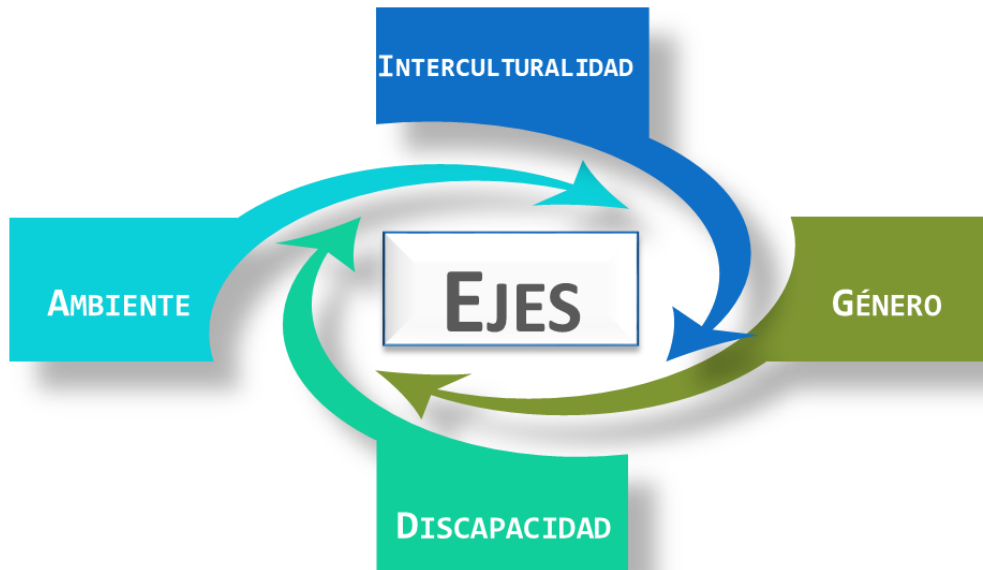 INTERCULTURALIDAD
AMBIENTE
EJES
GÉNERO
DISCAPACIDAD